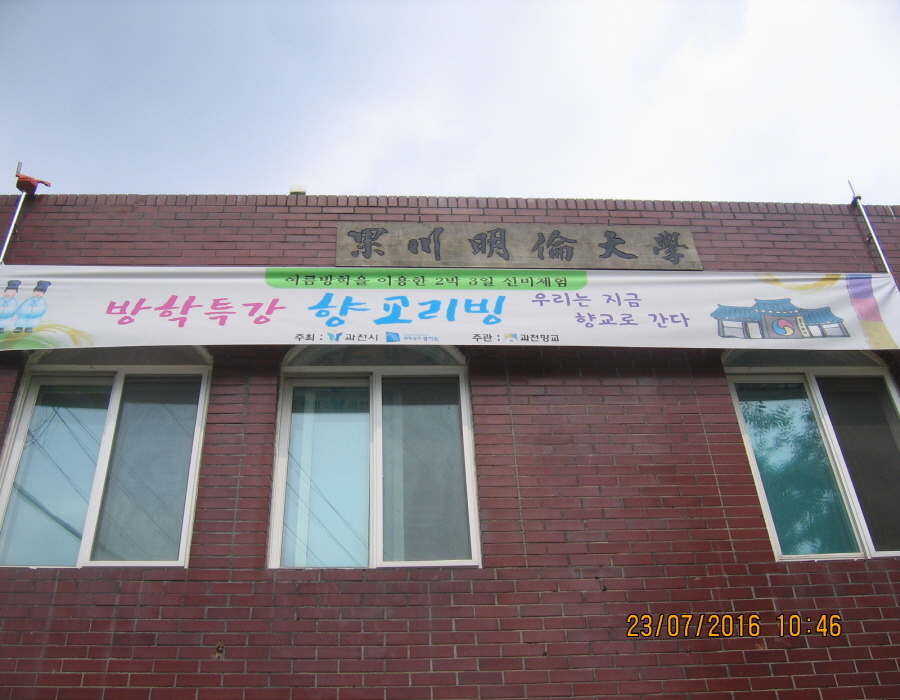 果川明倫大學
여름방학을 이용한 2박 3일 선비체험
방학특강 향교리빙
우리는 지금
향교로 간다
주최 : 과천시
주관 : 과천향교
23/07/2016 10:46